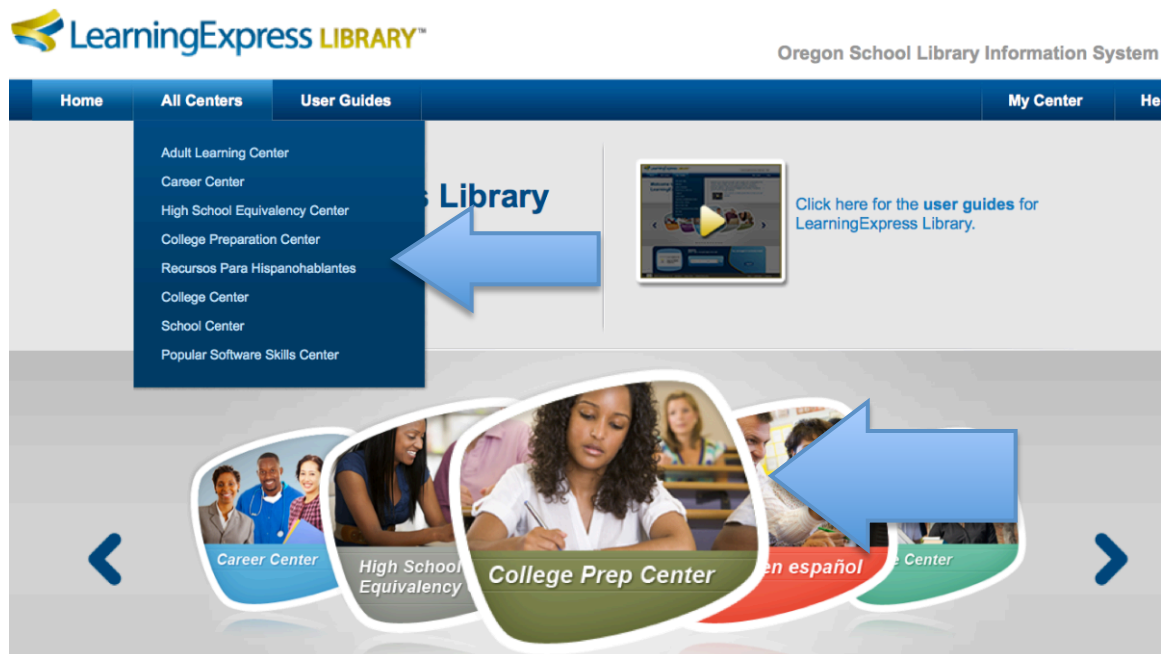 LearningExpress LIBRARY™
Oregon School Library Information System
Home
All Centers
User Guides
My Center
He
Adult Learning Center
Career Center
High School Equivalency Center
College Preparation Center
Recursos Para Hispanohablantes
College Center
School Center
Popular Software Skills Center
s Library
Click here for the user guides for
LearningExpress Library.
Career Center
High School
Equivalency
College Prep Center
en español
Center